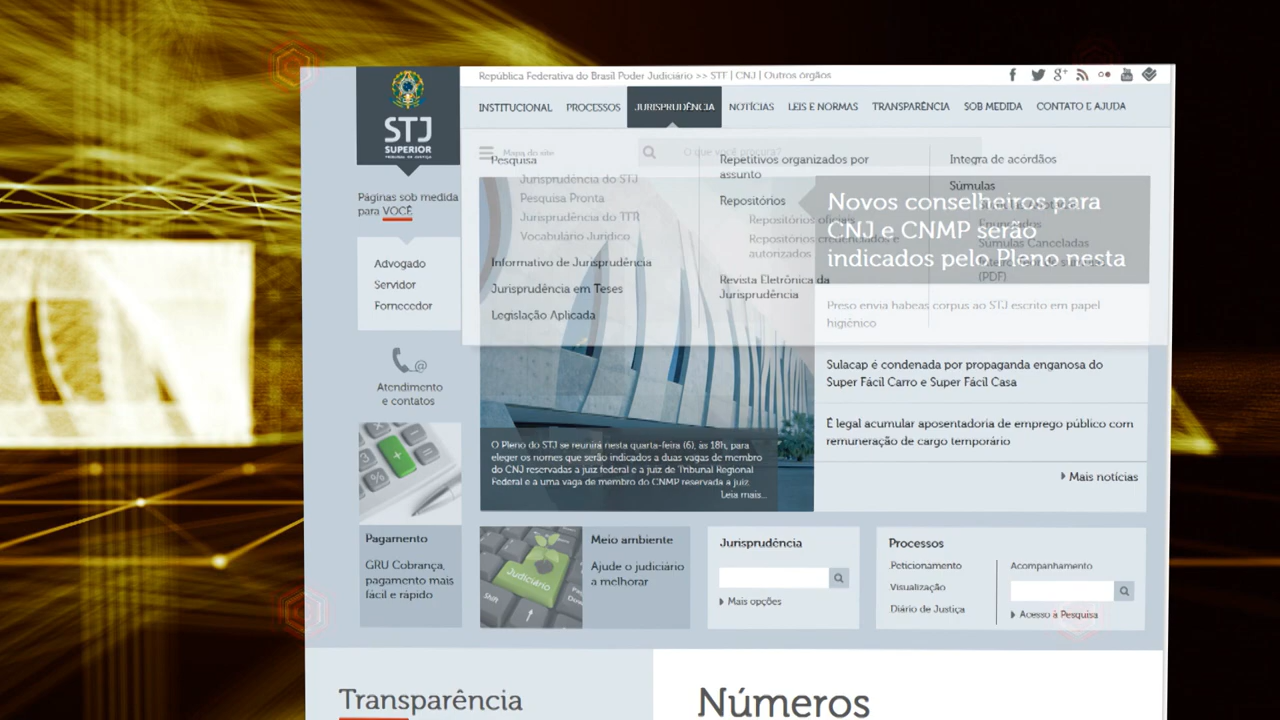 República Federativa do Brasil Poder Judiciário >> STF | CNJ | Outros órgãos
STJ
SUPERIOR
TRIBUNAL DA JUSTIÇA
INSTITUCIONAL
PROCESSOS
JURISPRUDÊNCIA
NOTÍCIAS
LEIS E NORMAS
TRANSPARÊNCIA
SOB MEDIDA
CONTATO E AJUDA
Mapa do site
O que você procura?
Pesquisa
Jurisprudência do STJ
Pesquisa Pronta
Jurisprudência do TFR
Vocabulário Jurídico
Informativo de Jurisprudência
Jurisprudência em Teses
Legislação Aplicada
Repetitivos organizados por
assunto
Repositórios
Repositórios oficiais
Repositórios credenciados e
autorizados
Revista Eletrônica da
Jurisprudência
Íntegra de acórdãos
Súmulas
Enunciados
Súmulas Canceladas
(PDF)
Páginas sob medida
para VOCÊ
Advogado
Servidor
Fornecedor
Atendimento
e contatos
Novos conselheiros para
CNJ e CNMP serão
indicados pelo Pleno nesta
Preso envia habeas corpus ao STJ escrito em papel
higiênico
Sulacap é condenada por propaganda enganosa do
Super Fácil Carro e Super Fácil Casa
É legal acumular aposentadoria de emprego público com
remuneração de cargo temporário
Mais notícias
O Pleno do STJ se reunirá nesta quarta-feira (6), às 18h, para
eleger os nomes que serão indicados a duas vagas de membro
do CNJ reservadas a juiz federal e a juiz de Tribunal Regional
Federal e a uma vaga de membro do CNMP reservada a juiz.
Leia mais...
Pagamento
GRU Cobrança,
pagamento mais
fácil e rápido
Judiciário
Shift
Meio ambiente
Ajude o judiciário
a melhorar
Jurisprudência
Mais opções
Processos
Peticionamento
Visualização
Diário de Justiça
Acompanhamento
Acesso à Pesquisa
Transparência
Números